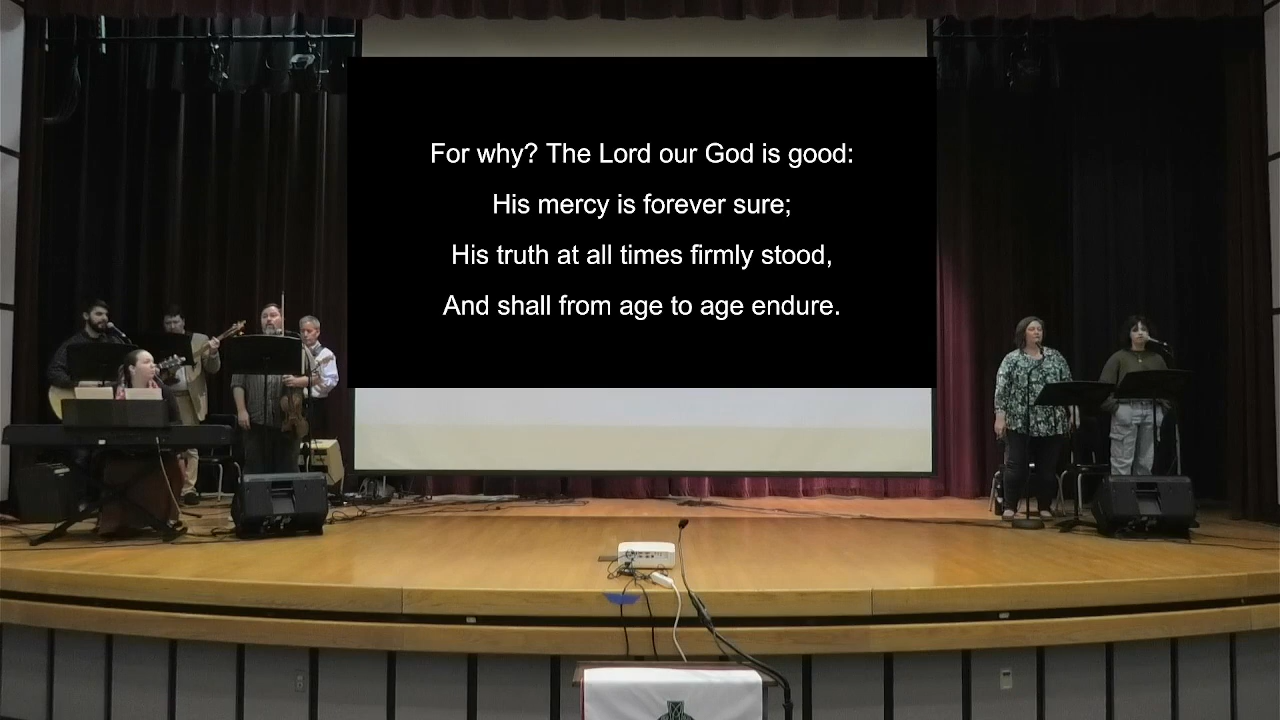 For why? The Lord our God is good:
His mercy is forever sure;
His truth at all times firmly stood,
And shall from age to age endure.